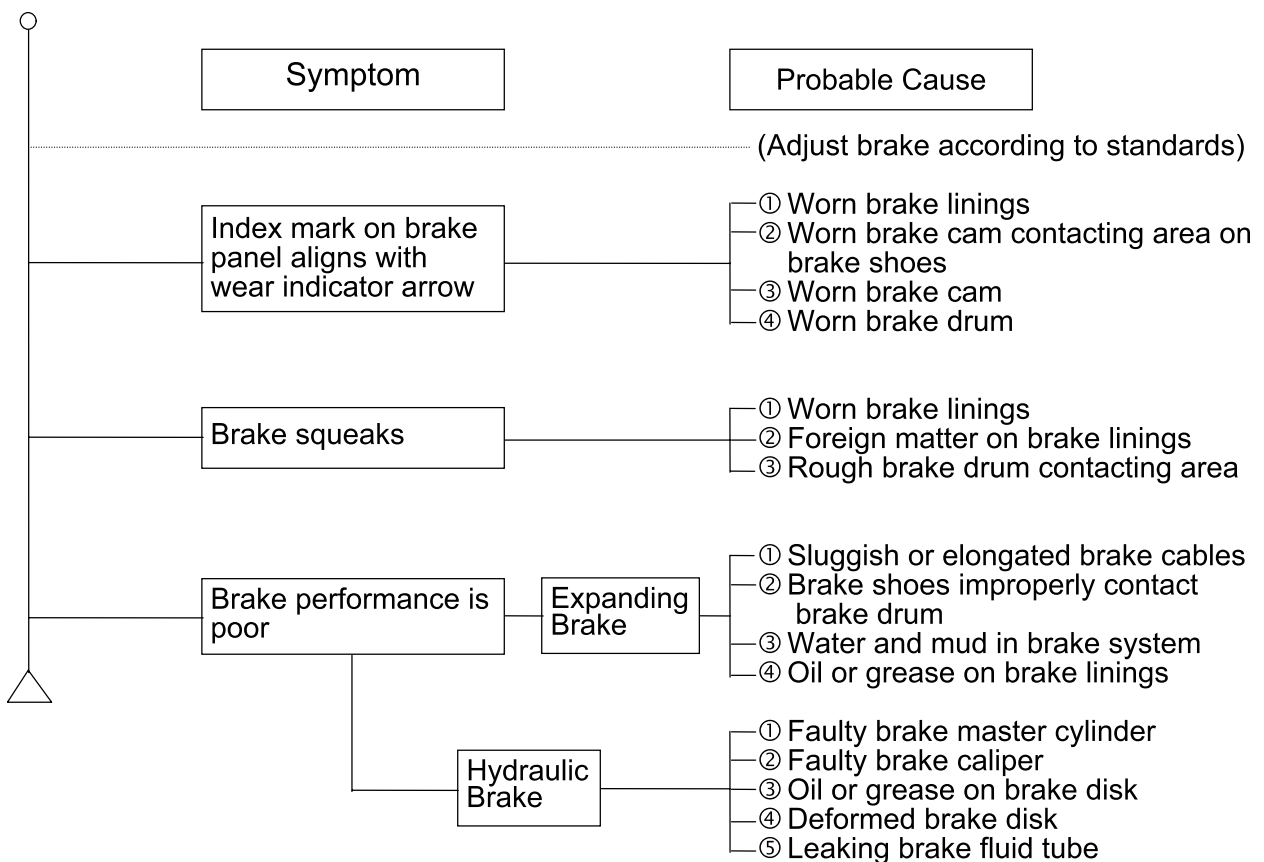 Symptom
Probable Cause
(Adjust brake according to standards)
Index mark on brake
panel aligns with
wear indicator arrow
① Worn brake linings
② Worn brake cam contacting area on
brake shoes
③ Worn brake cam
④ Worn brake drum
Brake squeaks
① Worn brake linings
② Foreign matter on brake linings
③ Rough brake drum contacting area
Brake performance is
poor
Expanding
Brake
① Sluggish or elongated brake cables
② Brake shoes improperly contact
brake drum
③ Water and mud in brake system
④ Oil or grease on brake linings
Hydraulic
Brake
① Faulty brake master cylinder
② Faulty brake caliper
③ Oil or grease on brake disk
④ Deformed brake disk
⑤ Leaking brake fluid tube